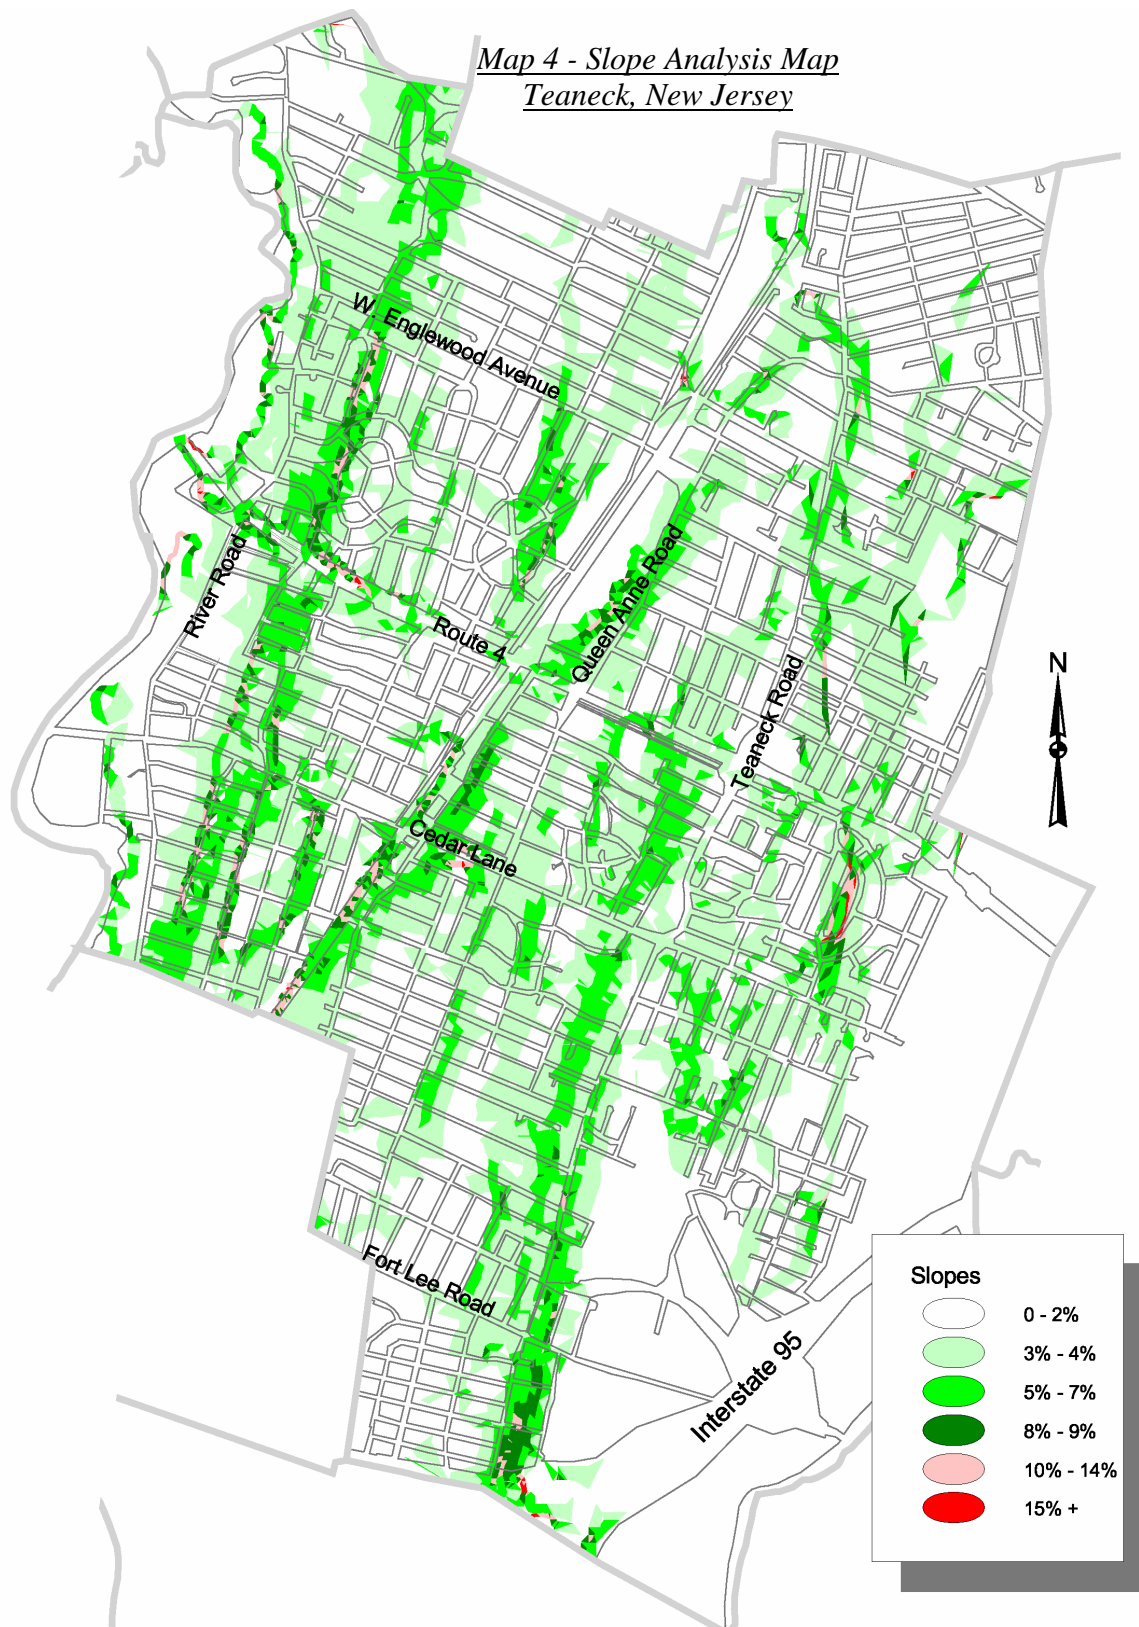 Map 4 - Slope Analysis Map
Teaneck, New Jersey
W. Englewood Avenue
River Road
Route 4
Queen Anne Road
N
Teaneck Road
Cedar Lane
Fort Lee Road
Interstate 95
Slopes
0 - 2%
3% - 4%
5% - 7%
8% - 9%
10% - 14%
15% +